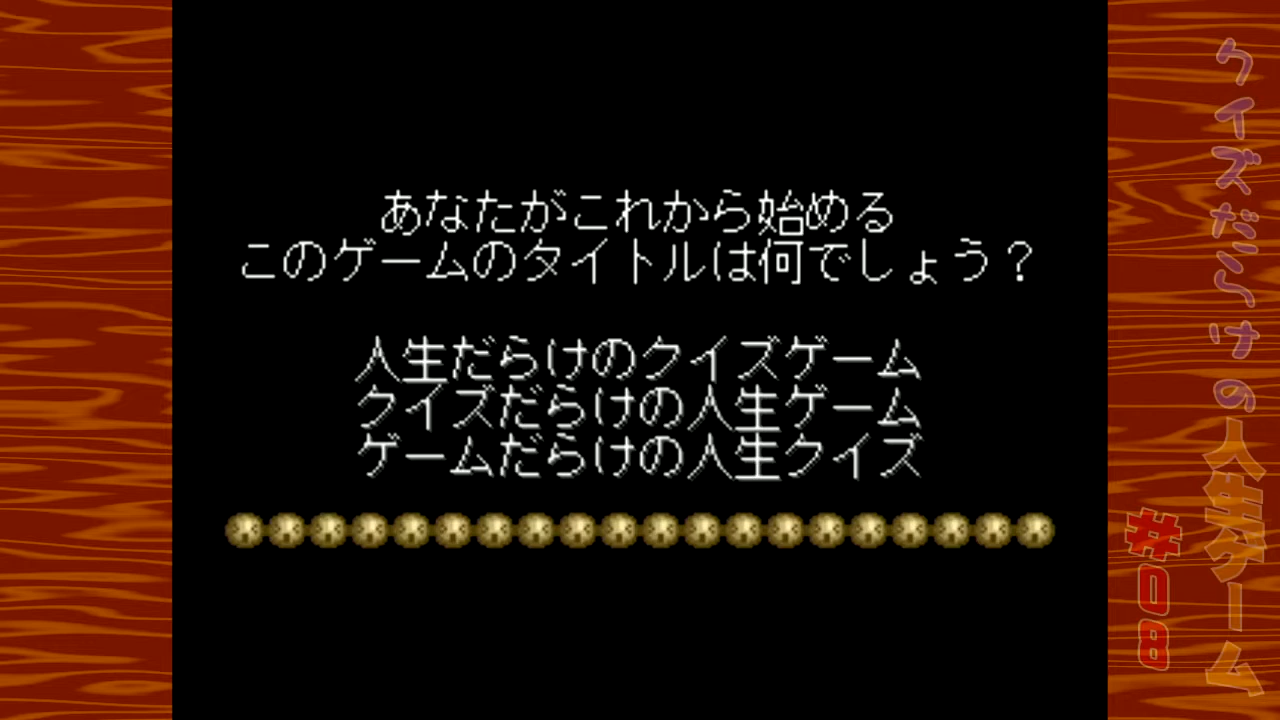 あなたがこれから始める
このゲームのタイトルは何でしょう？
人生だらけのクイズゲーム
クイズだらけの人生ゲーム
ゲームだらけの人生クイズ
クイズだらけの人生ゲーム
#08